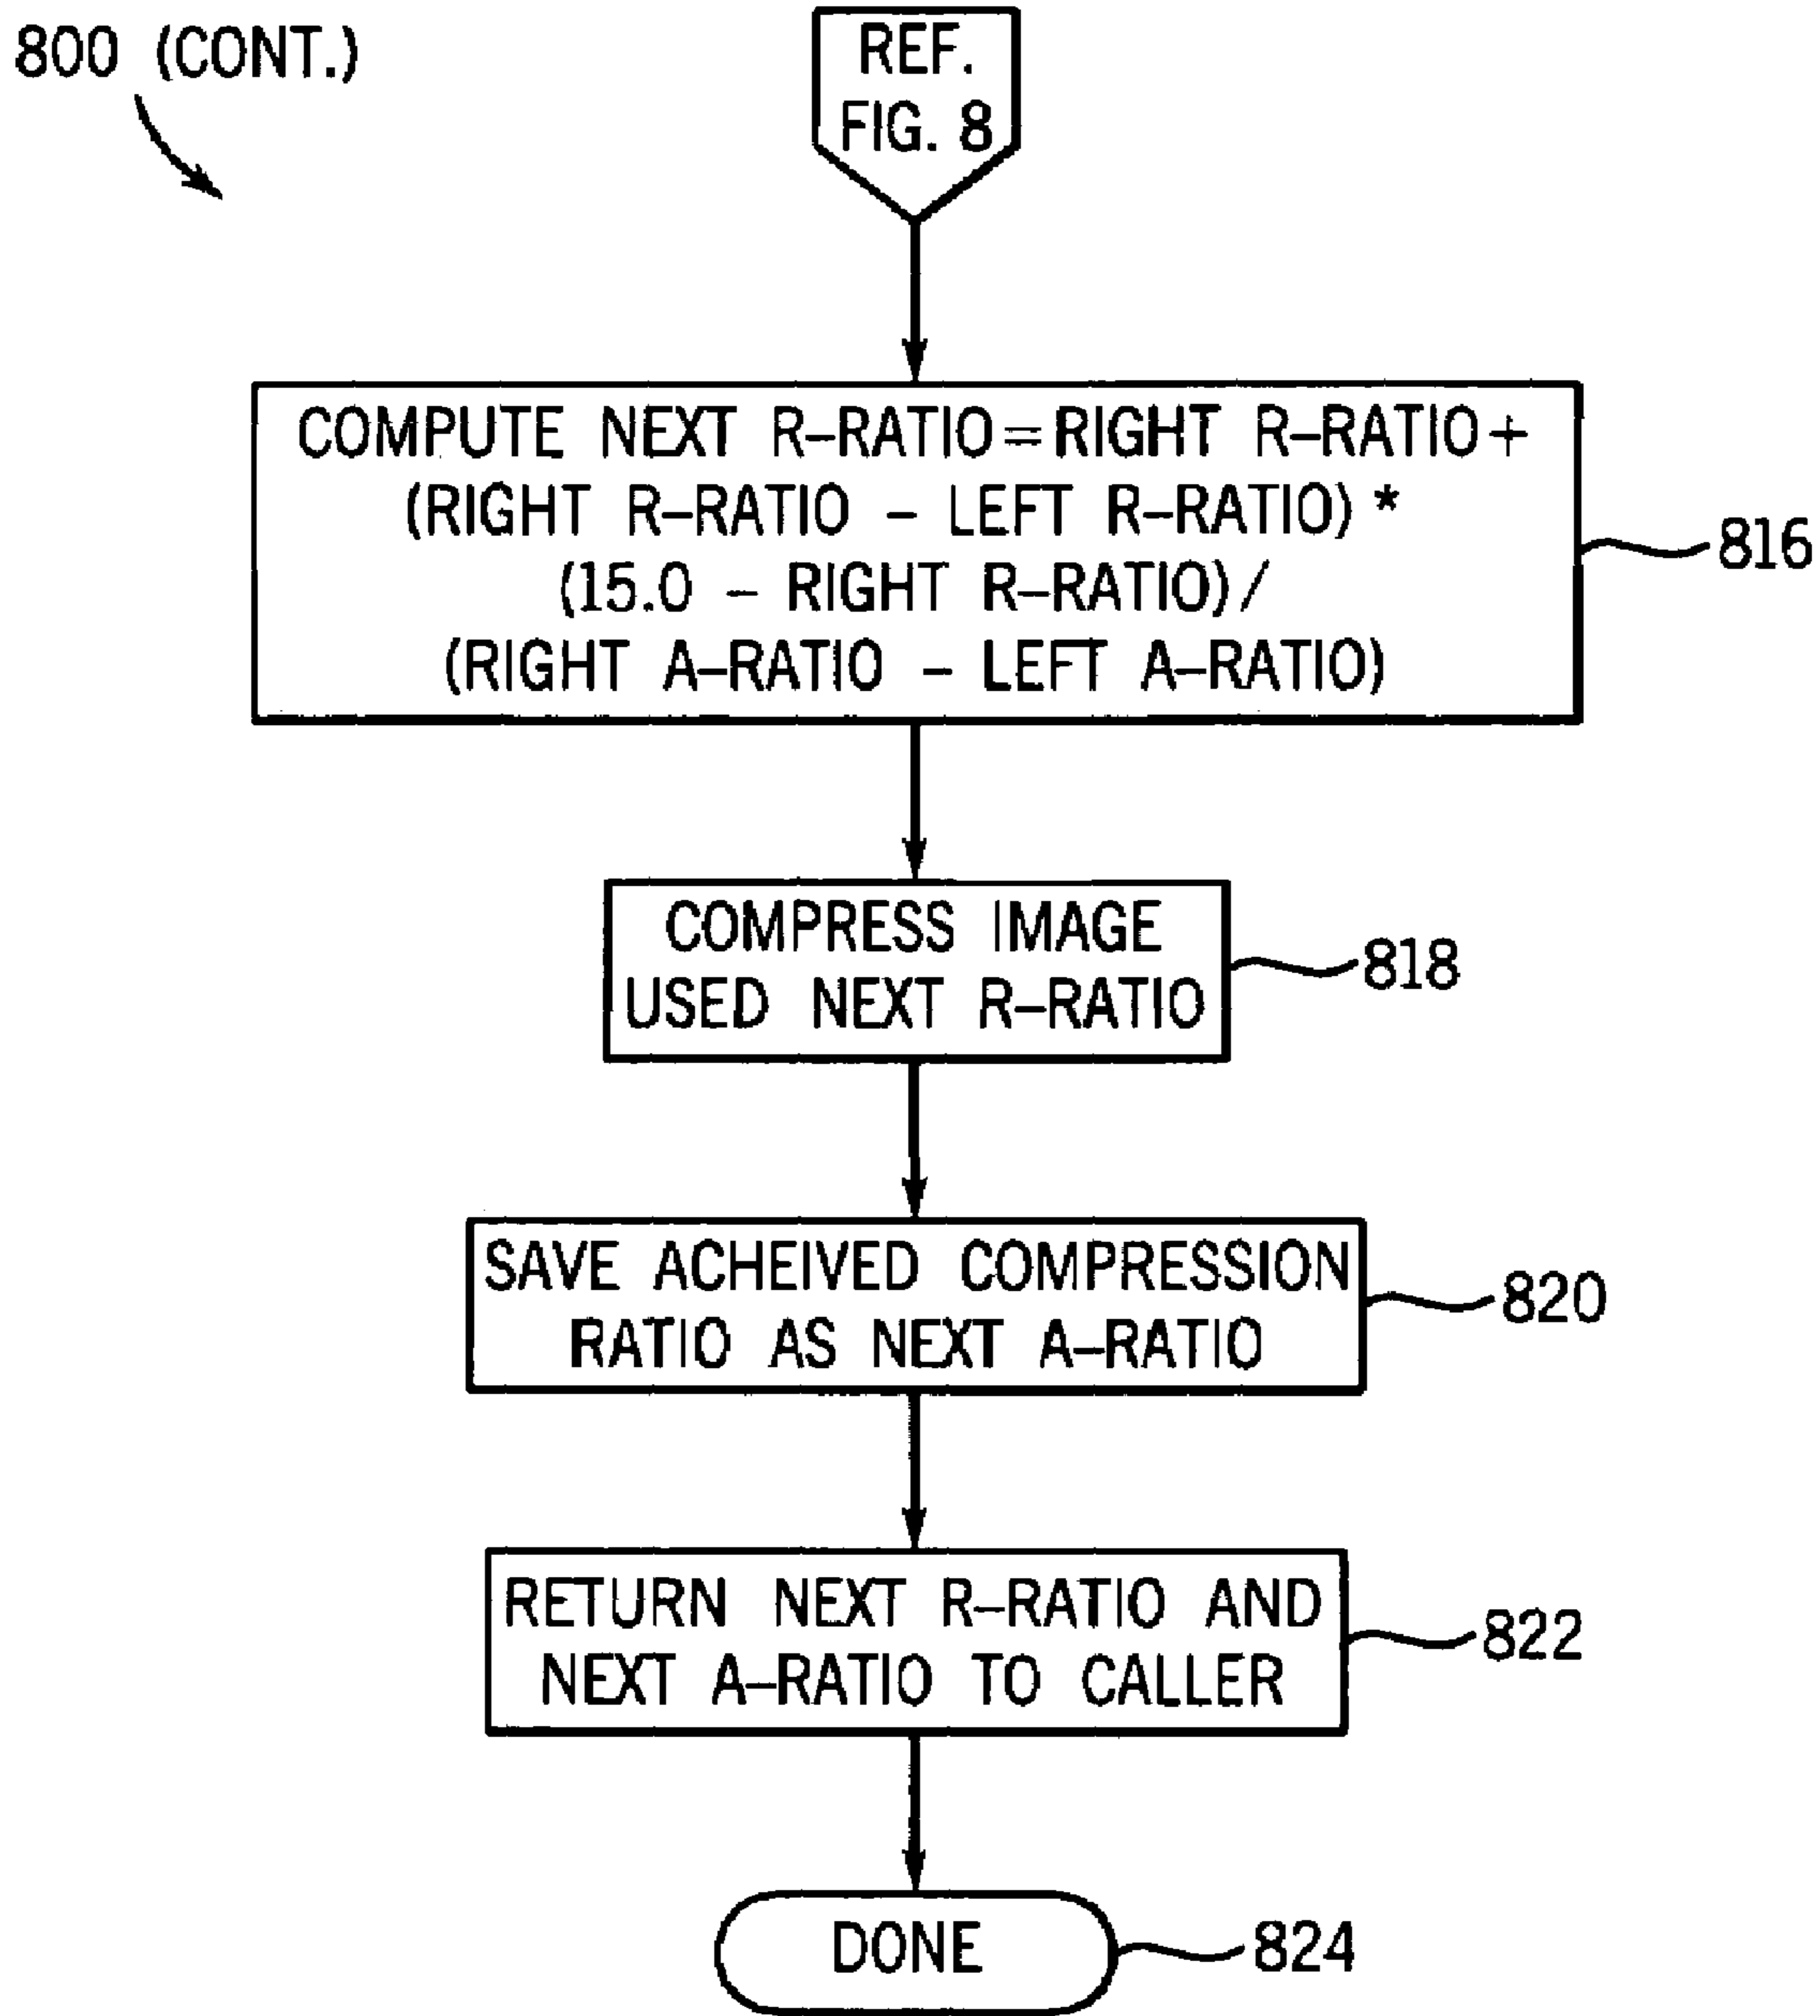 800 (CONT.)
REF.
FIG. 8
COMPUTE NEXT R-RATIO=RIGHT R-RATIO+
(RIGHT R-RATIO - LEFT R-RATIO)*
(15.0 - RIGHT R-RATIO)/
(RIGHT A-RATIO - LEFT A-RATIO)
816
COMPRESS IMAGE
USED NEXT R-RATIO
818
SAVE ACHEIVED COMPRESSION
RATIO AS NEXT A-RATIO
820
RETURN NEXT R-RATIO AND
NEXT A-RATIO TO CALLER
822
DONE
824